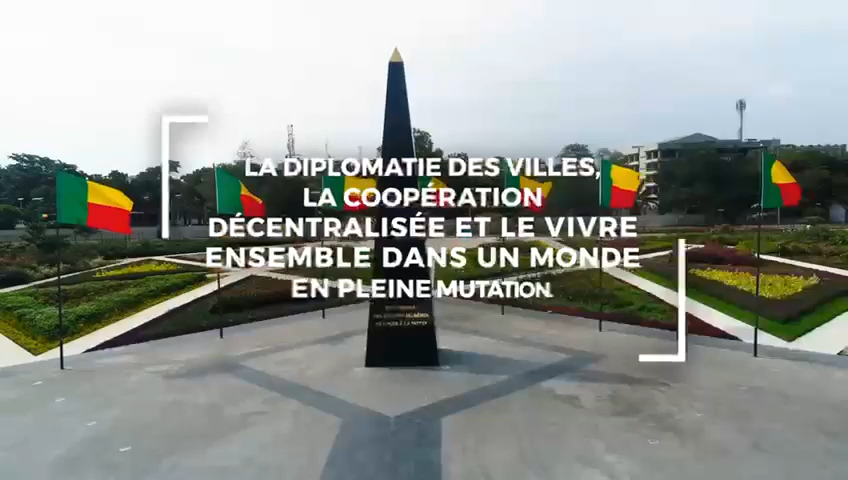 LA DIPLOMATIE DES VILLES,
LA COOPÉRATION
DÉCENTRALISÉE ET LE VIVRE
ENSEMBLE DANS UN MONDE
EN PLEINE MUTATION.